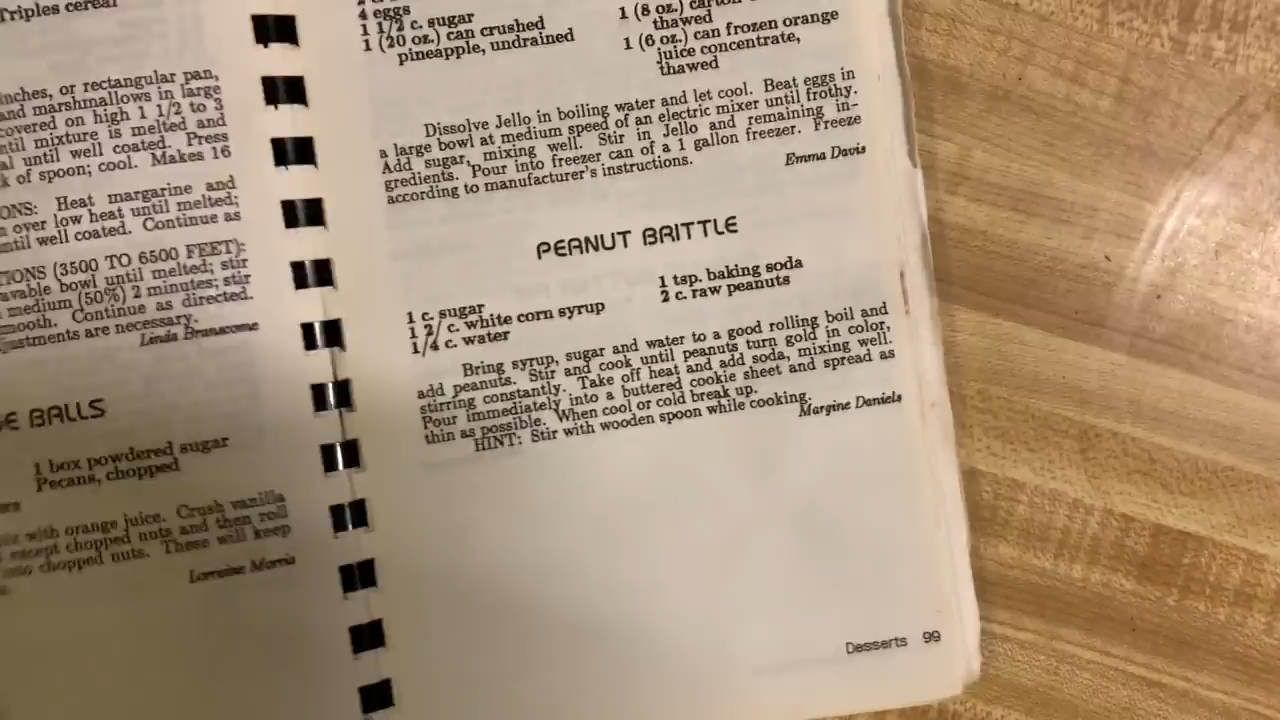 Triples cereal
inches, or rectangular pan,
and marshmallows in large
covered on high 1 1/2 to 3
until mixture is melted and
al until well coated. Press
k of spoon; cool. Makes 16
ONS: Heat margarine and
over low heat until melted;
until well coated. Continue as
TIONS (3500 TO 6500 FEET):
avable bowl until melted; stir
medium (50%) 2 minutes; stir
mooth. Continue as directed.
justments are necessary.
Linda Branscome
E BALLS
1 box powdered sugar
Pecans, chopped
with orange juice. Crush vanilla
except chopped nuts and then roll
into chopped nuts. These will keep
Lorraine Morris
4 eggs
1 1/2 c. sugar
1 (20 oz.) can crushed
pineapple, undrained
1 (8 oz.) carton
thawed
1 (6 oz.) can frozen orange
juice concentrate,
thawed
Dissolve Jello in boiling water and let cool. Beat eggs in
a large bowl at medium speed of an electric mixer until frothy.
Add sugar, mixing well. Stir in Jello and remaining in-
gredients. Pour into freezer can of a 1 gallon freezer. Freeze
according to manufacturer's instructions.
Emma Davis
PEANUT BRITTLE
1 c. sugar
1 2/ c. white corn syrup
1/4 c. water
1 tsp. baking soda
2 c. raw peanuts
Bring syrup, sugar and water to a good rolling boil and
add peanuts. Stir and cook until peanuts turn gold in color,
stirring constantly. Take off heat and add soda, mixing well.
Pour immediately into a buttered cookie sheet and spread as
thin as possible. When cool or cold break up.
HINT: Stir with wooden spoon while cooking.
Margine Daniels
Desserts 99